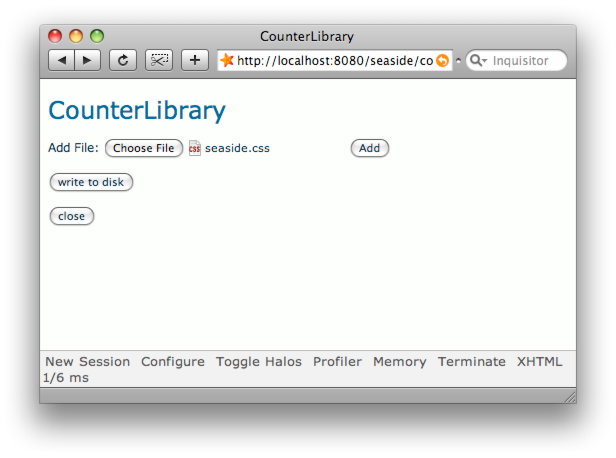 CounterLibrary
http://localhost:8080/seaside/co
Inquisitor
CounterLibrary
Add File: Choose File css seaside.css Add
write to disk
close
New Session Configure Toggle Halos Profiler Memory Terminate XHTML
1/6 ms